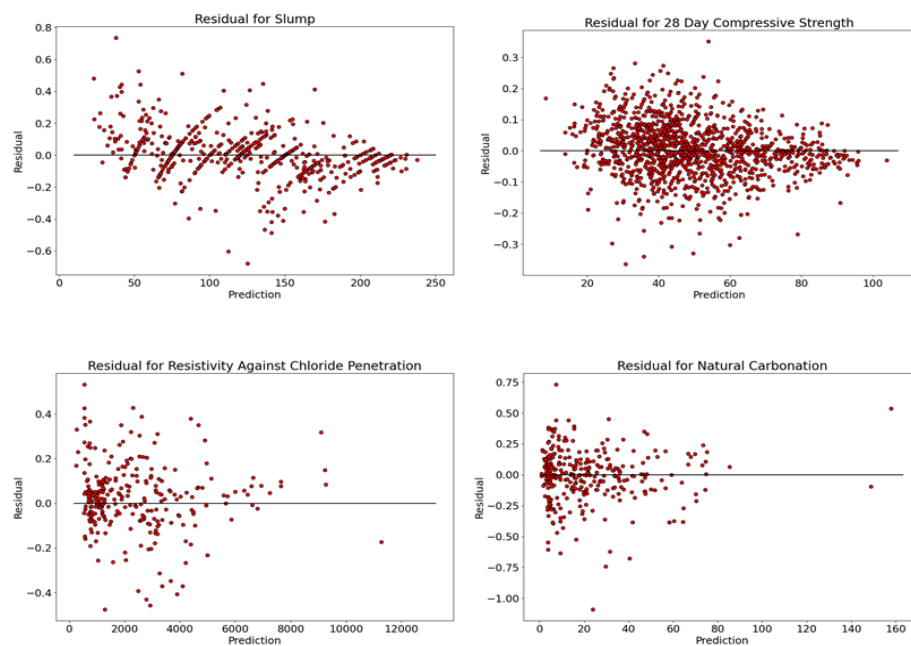 Residual for Slump
0.8
0.6
0.4
0.2
0.0
−0.2
−0.4
−0.6
Residual
0 50 100 150 200 250
Prediction
Residual for 28 Day Compressive Strength
0.3
0.2
0.1
0.0
−0.1
−0.2
−0.3
Residual
20 40 60 80 100
Prediction
Residual for Resistivity Against Chloride Penetration
0.4
0.2
0.0
−0.2
−0.4
Residual
0 2000 4000 6000 8000 10000 12000
Prediction
Residual for Natural Carbonation
0.75
0.50
0.25
0.00
−0.25
−0.50
−0.75
−1.00
Residual
0 20 40 60 80 100 120 140 160
Prediction